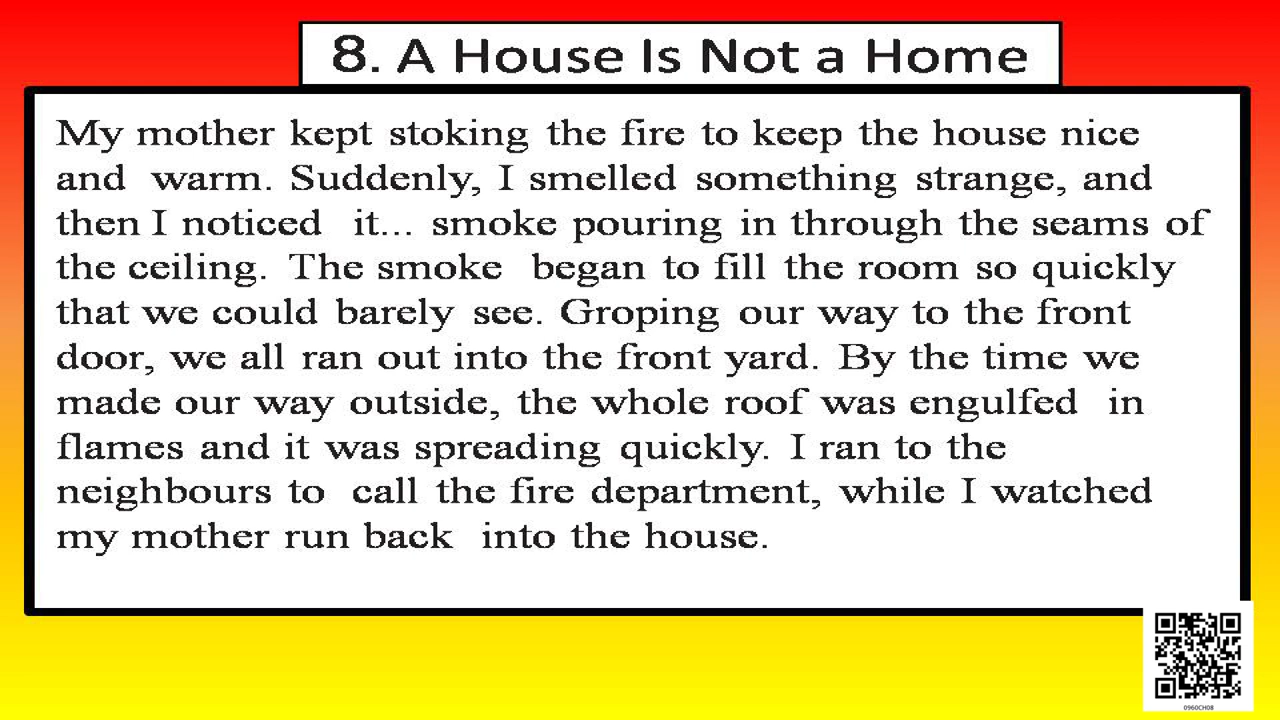 8. A House Is Not a Home
My mother kept stoking the fire to keep the house nice
and warm. Suddenly, I smelled something strange, and
then I noticed it... smoke pouring in through the seams of
the ceiling. The smoke began to fill the room so quickly
that we could barely see. Groping our way to the front
door, we all ran out into the front yard. By the time we
made our way outside, the whole roof was engulfed in
flames and it was spreading quickly. I ran to the
neighbours to call the fire department, while I watched
my mother run back into the house.
0960CH08